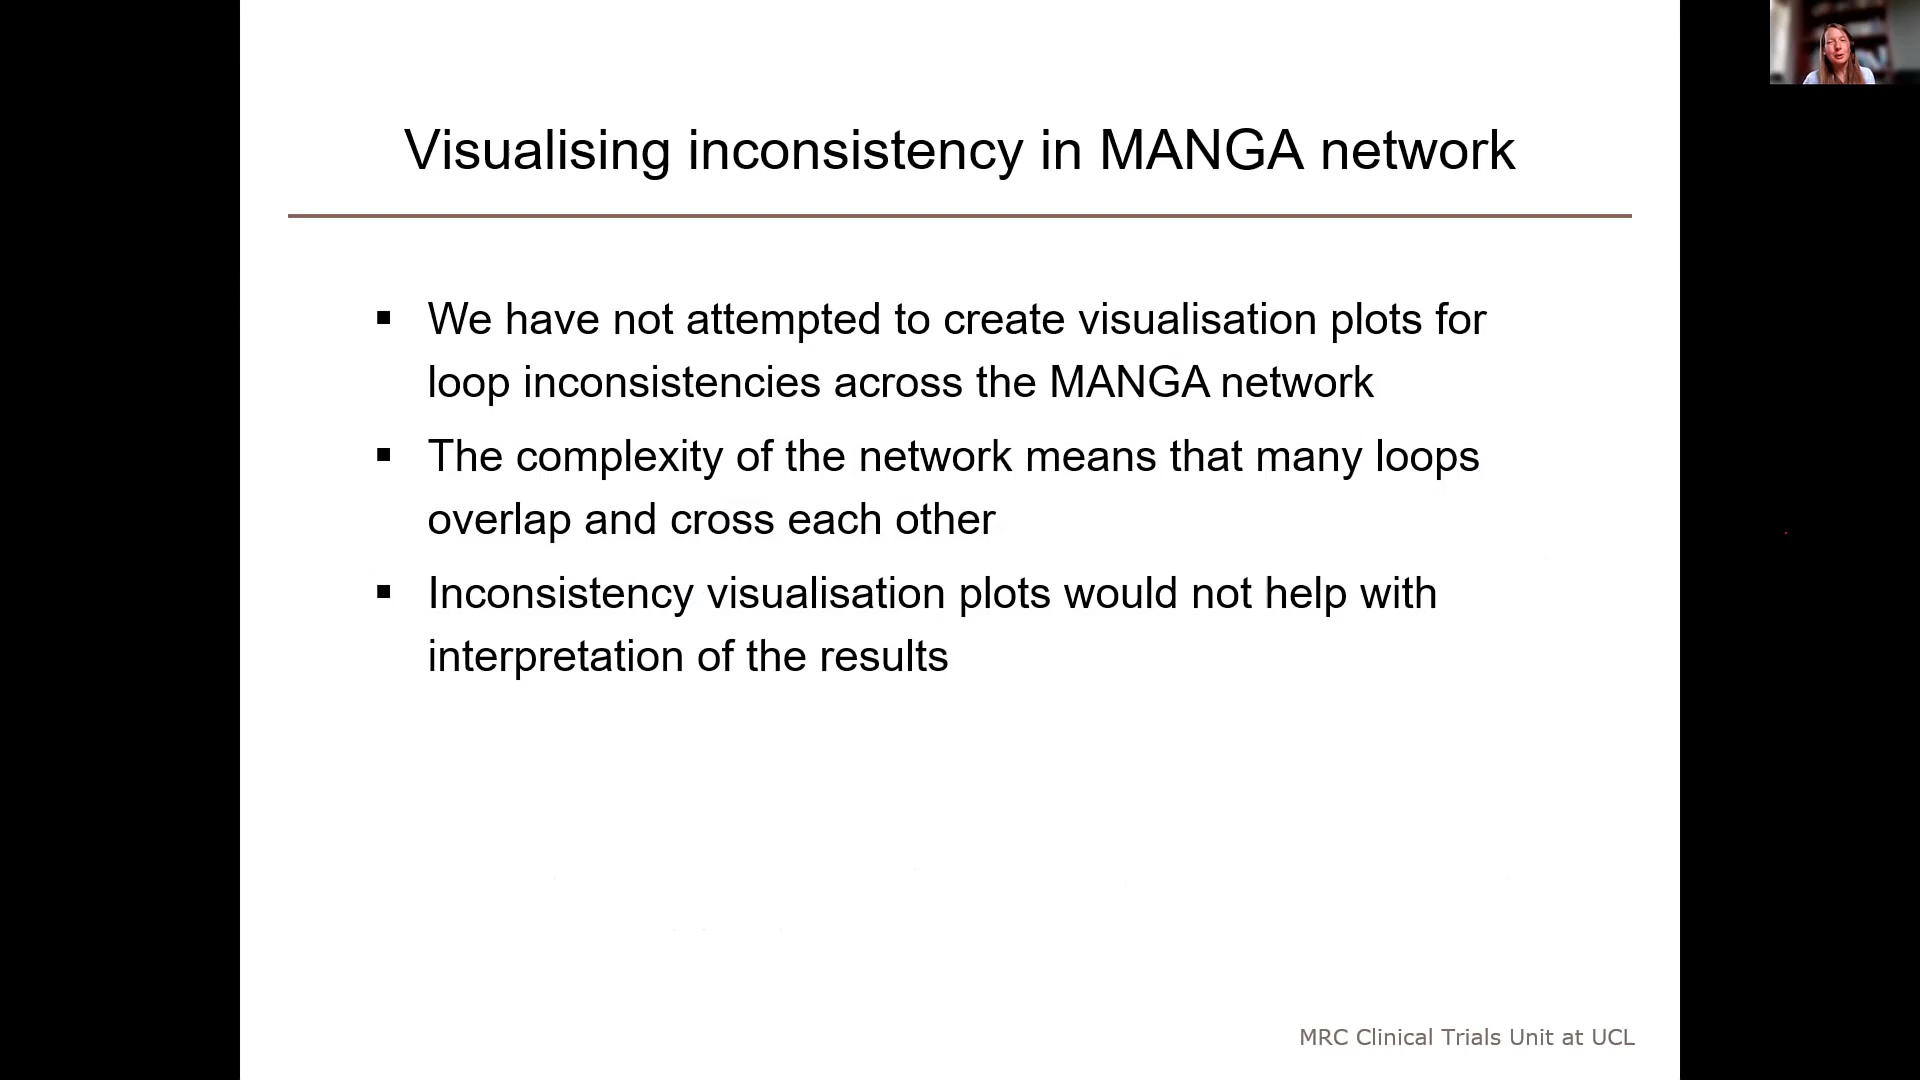 Visualising inconsistency in MANGA network
▪ We have not attempted to create visualisation plots for
loop inconsistencies across the MANGA network
▪ The complexity of the network means that many loops
overlap and cross each other
▪ Inconsistency visualisation plots would not help with
interpretation of the results
MRC Clinical Trials Unit at UCL